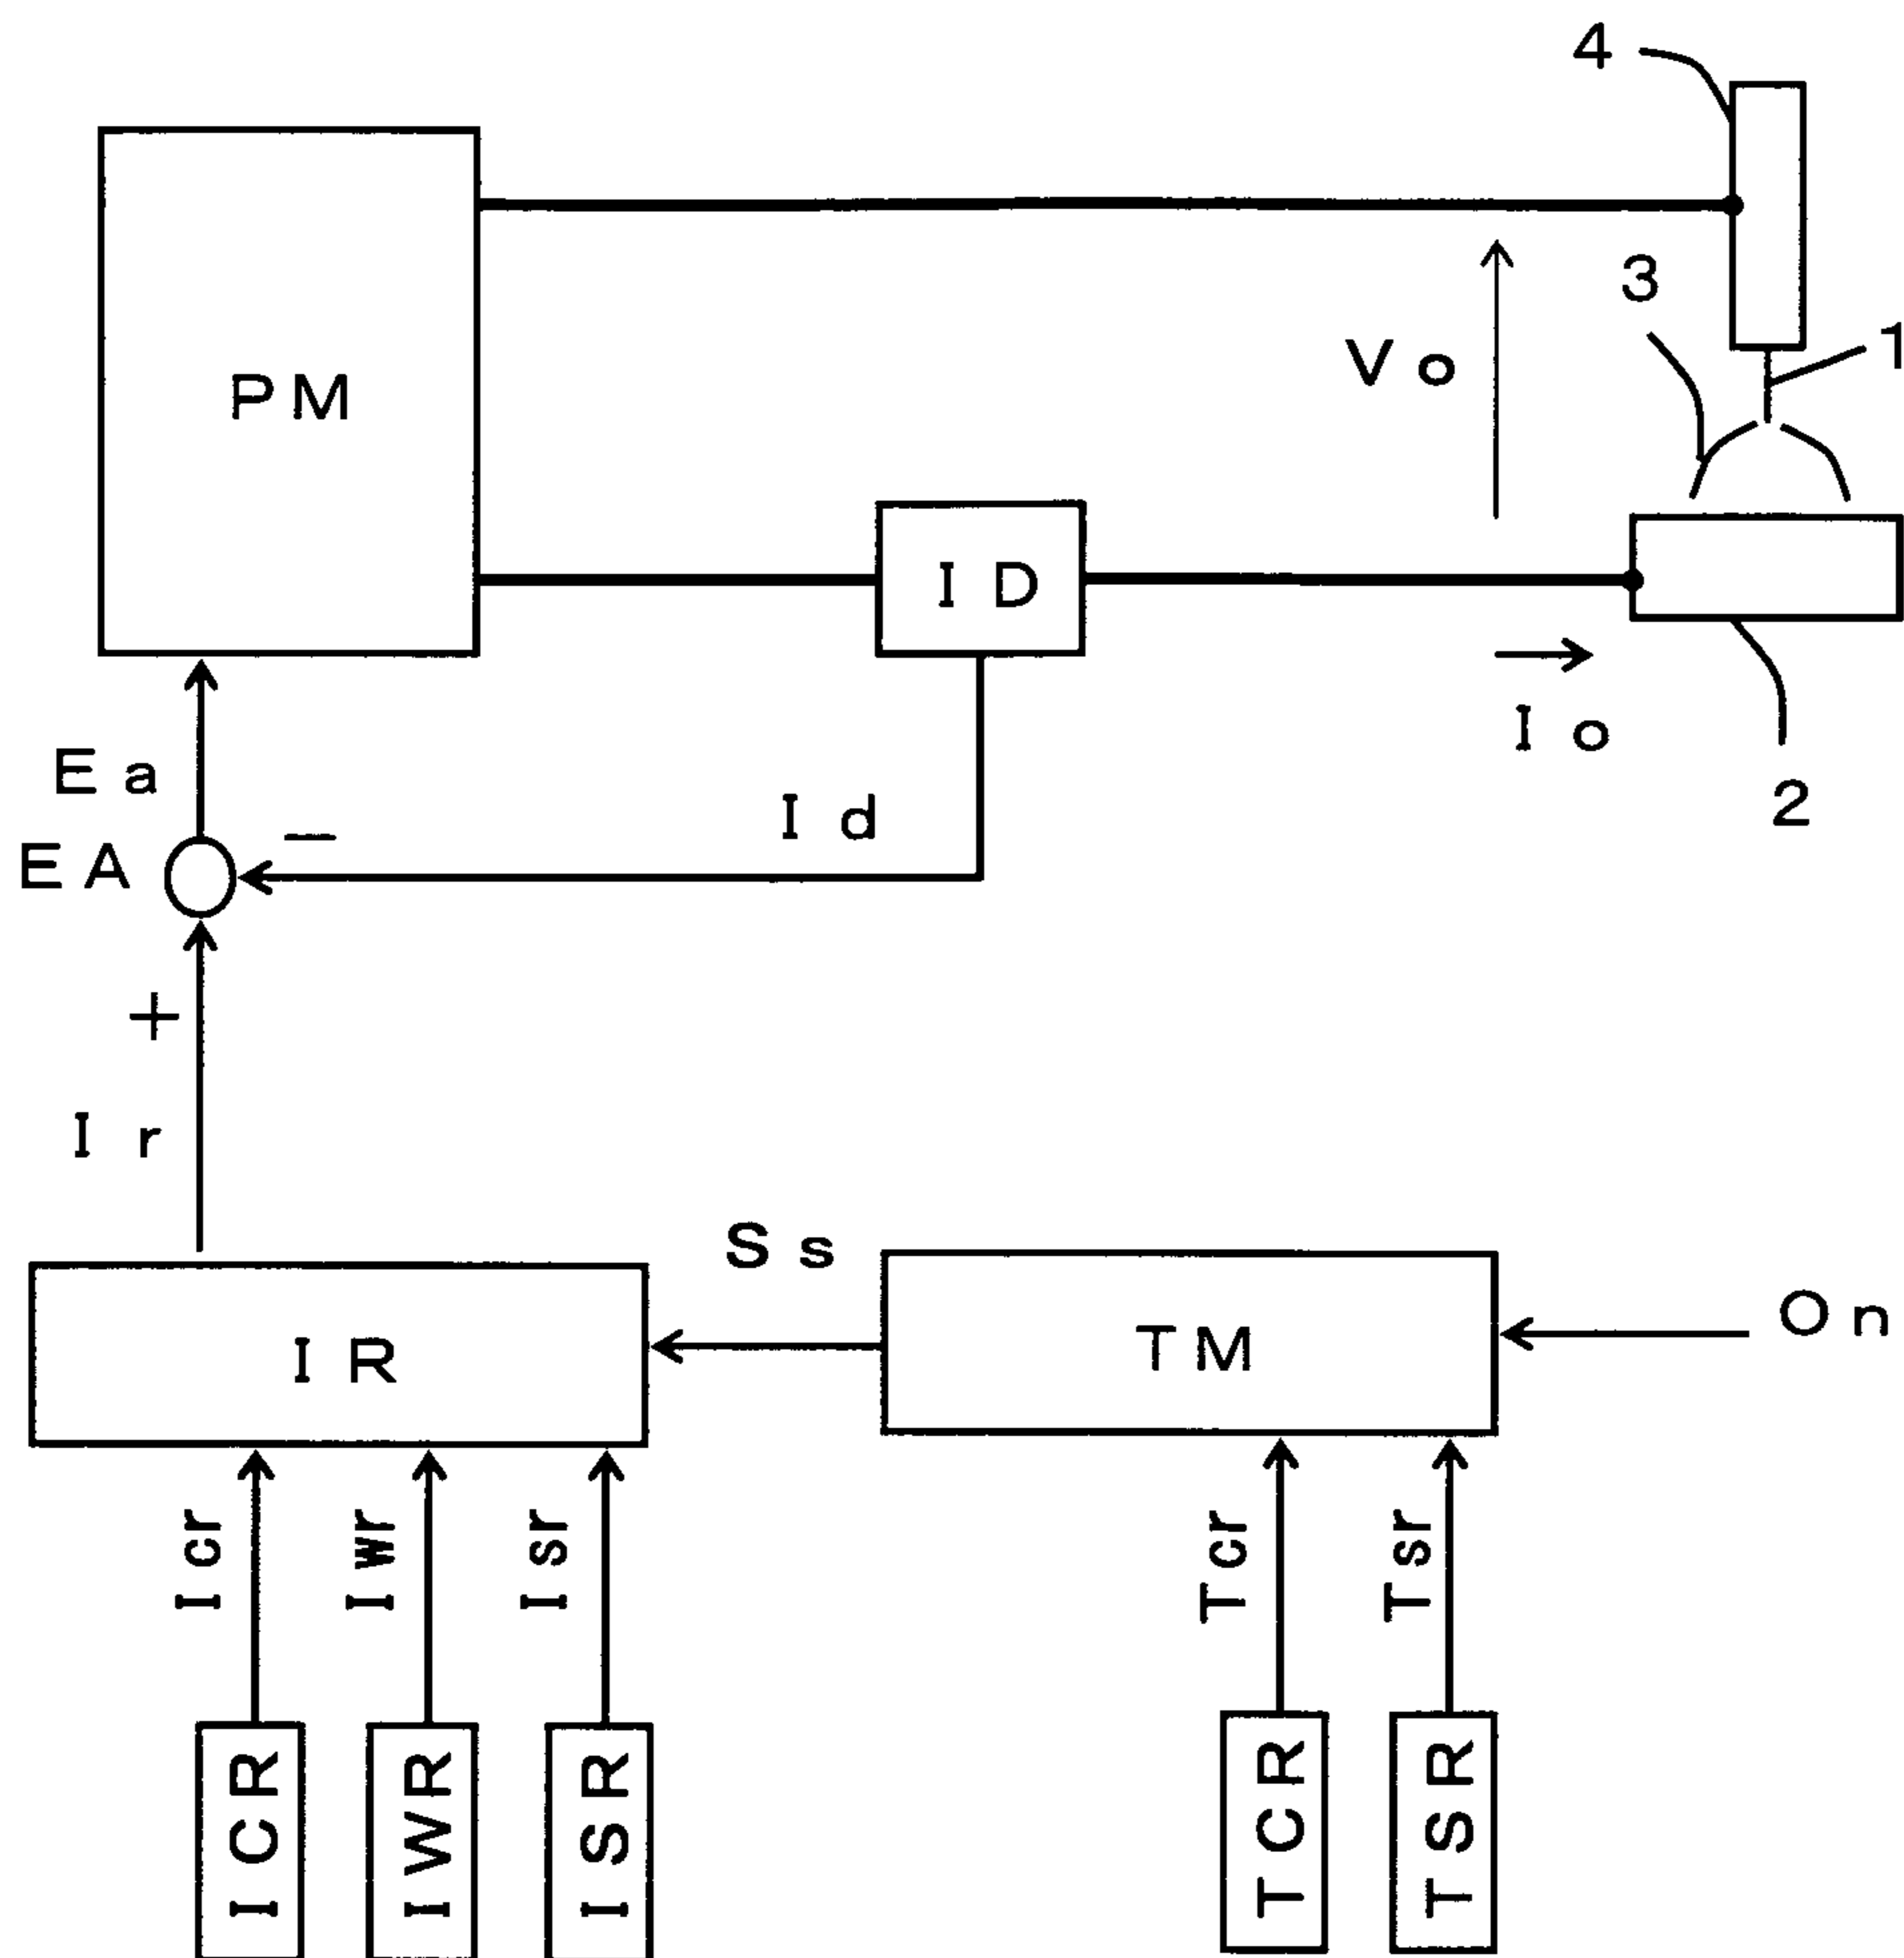 4
3
1
PM
Vo
ID
Io
2
Ea
Id
−
EA
+
Ir
Ss
On
IR
TM
Icr
Iwr
Isr
Tcr
Tsr
ICR
IWR
ISR
TCR
TSR